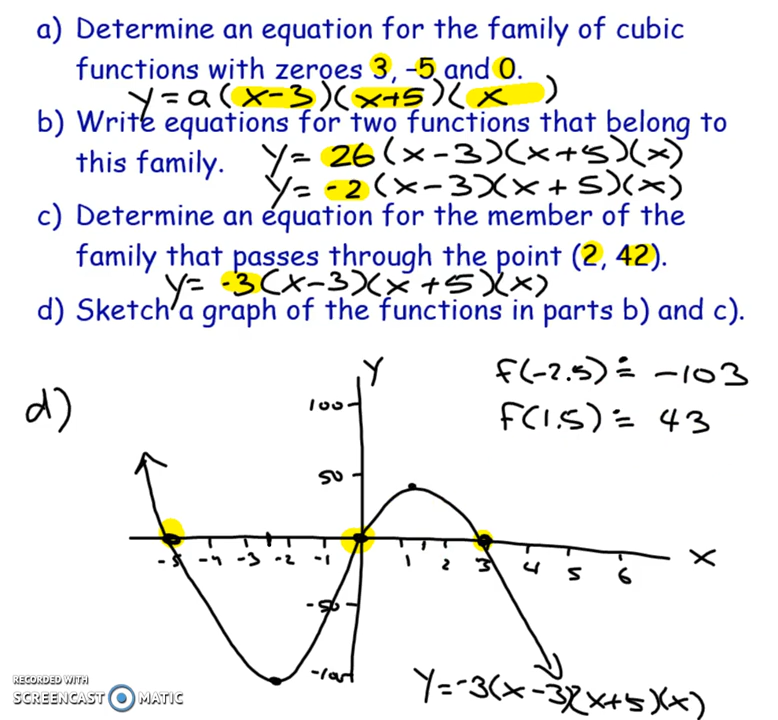 a) Determine an equation for the family of cubic
functions with zeroes 3, -5 and 0.
y = a(x-3)(x+5)(x )
b) Write equations for two functions that belong to
this family. y = 26(x-3)(x+5)(x)
y = -2(x-3)(x+5)(x)
c) Determine an equation for the member of the
family that passes through the point (2, 42).
y = -3(x-3)(x+5)(x)
d) Sketch a graph of the functions in parts b) and c).
f(-2.5) ≐ -103
f(1.5) ≐ 43
d)
y
100
50
-5 -4 -3 -2 -1 1 2 3 4 5 6 x
-50
-100
y = -3(x-3)(x+5)(x)
RECORDED WITH
SCREENCAST MATIC